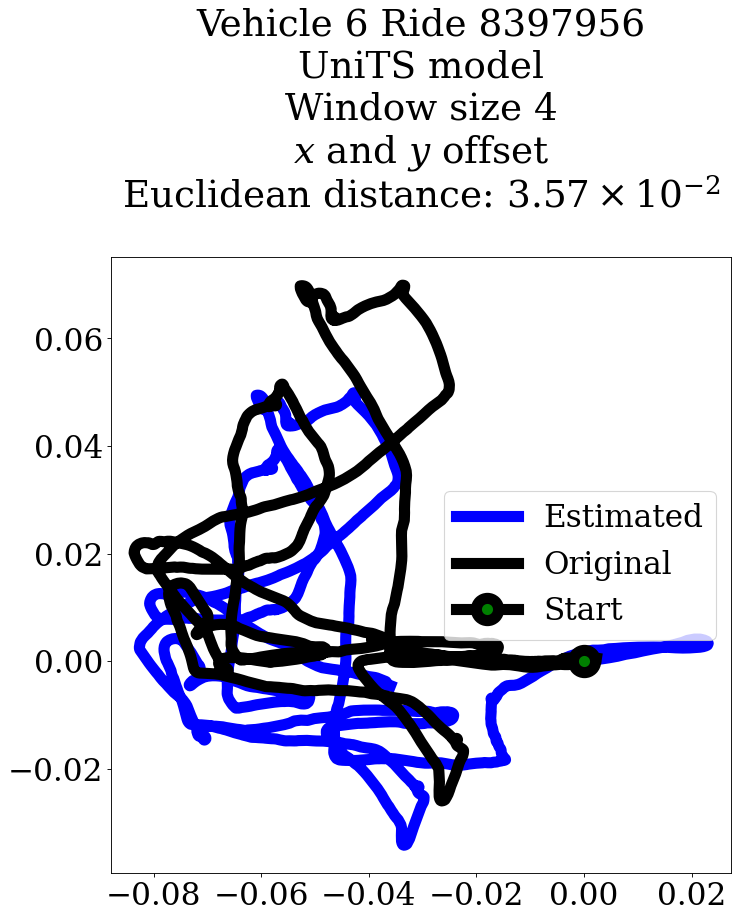 Vehicle 6 Ride 8397956
UniTS model
Window size 4
x and y offset
Euclidean distance: 3.57 × 10⁻²
0.06
0.04
0.02
0.00
−0.02
Estimated
Original
Start
−0.08 −0.06 −0.04 −0.02 0.00 0.02